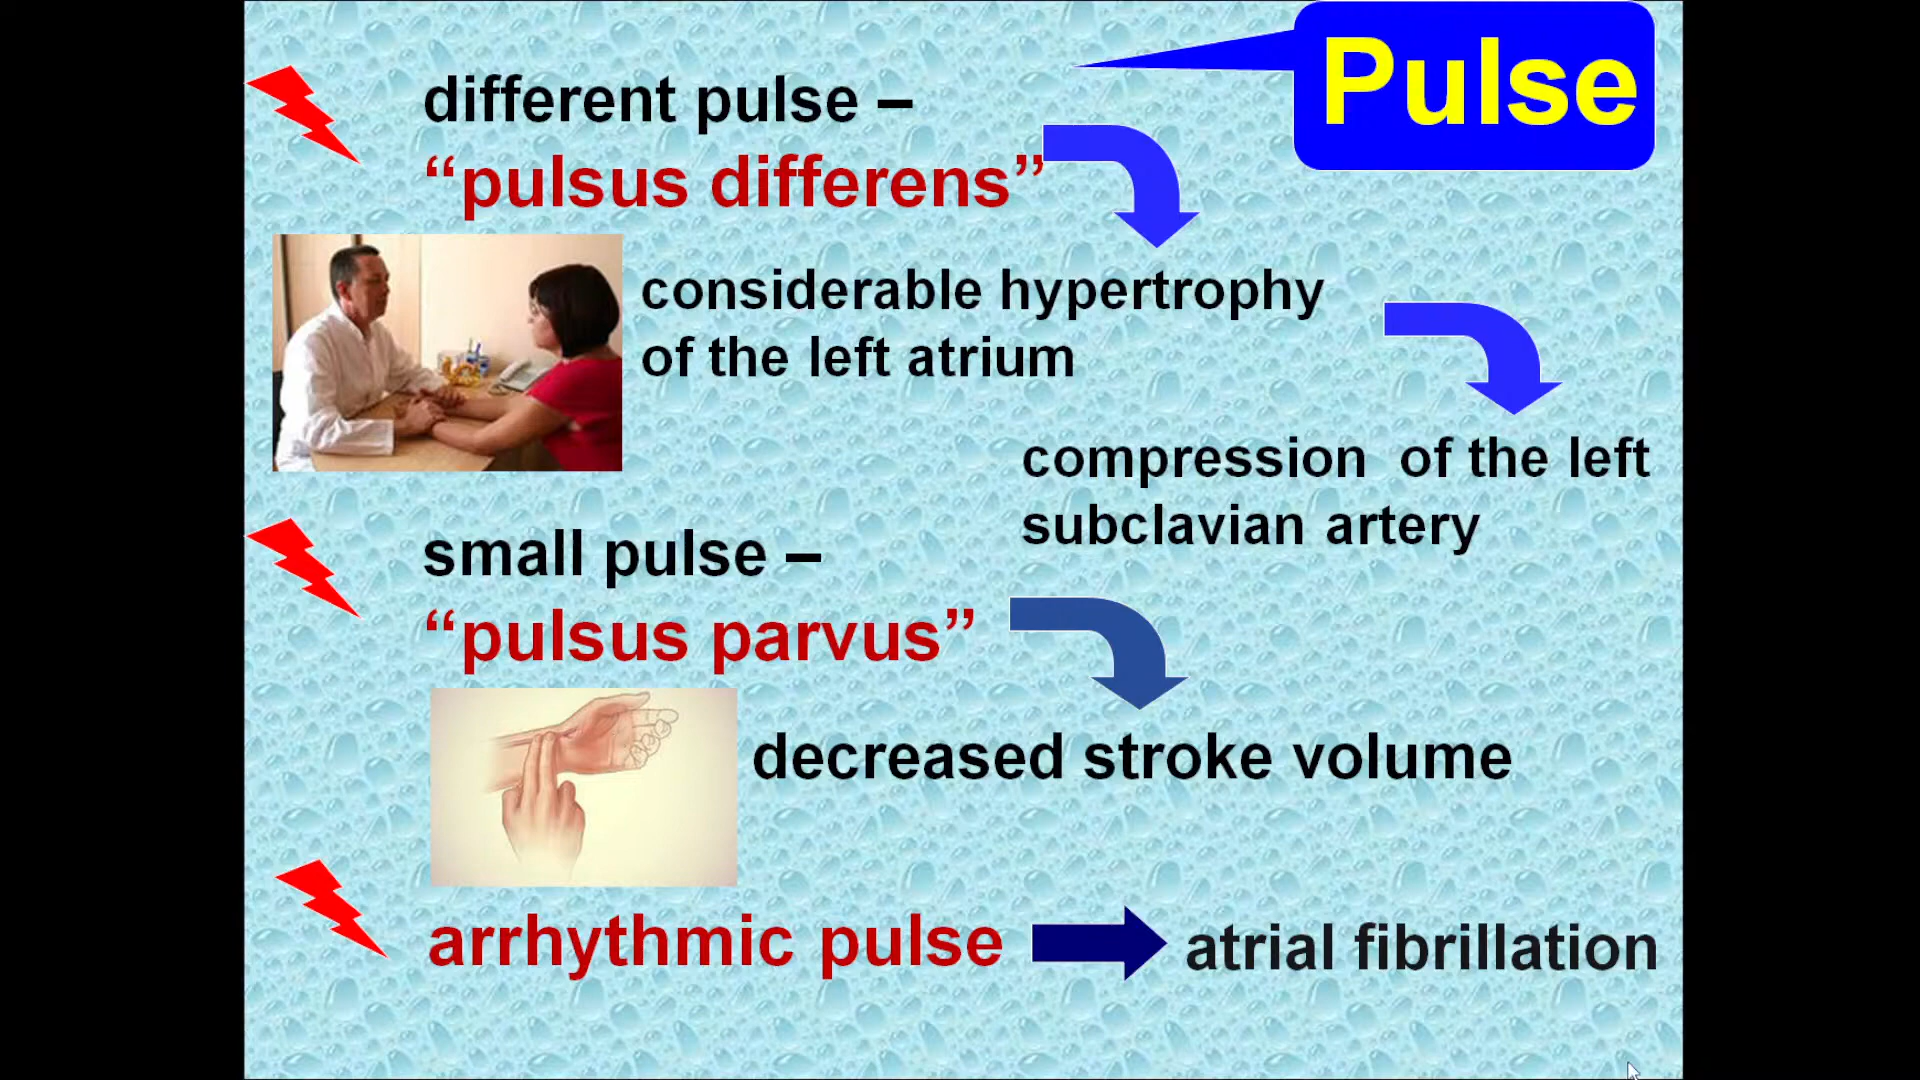 Pulse
different pulse –
“pulsus differens”
considerable hypertrophy
of the left atrium
compression of the left
subclavian artery
small pulse –
“pulsus parvus”
decreased stroke volume
arrhythmic pulse
atrial fibrillation